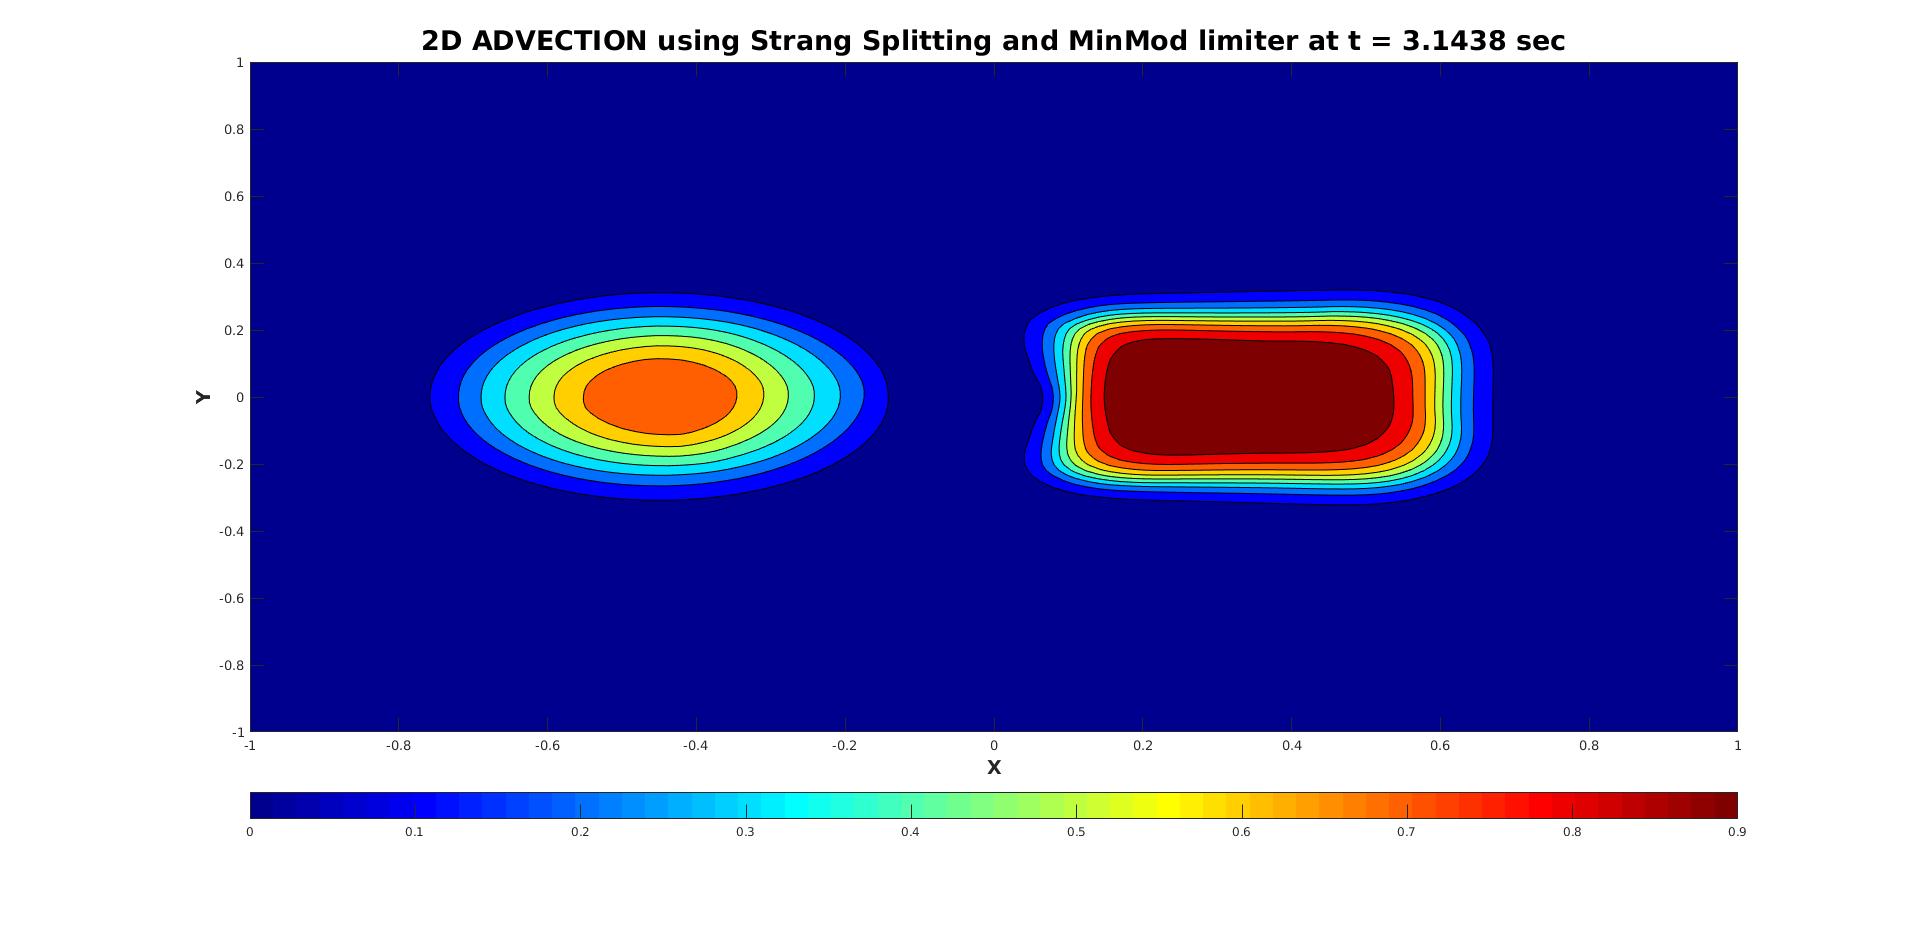 2D ADVECTION using Strang Splitting and MinMod limiter at t = 3.1438 sec
1
0.8
0.6
0.4
0.2
0
-0.2
-0.4
-0.6
-0.8
-1
Y
-1 -0.8 -0.6 -0.4 -0.2 0 0.2 0.4 0.6 0.8 1
X
0 0.1 0.2 0.3 0.4 0.5 0.6 0.7 0.8 0.9